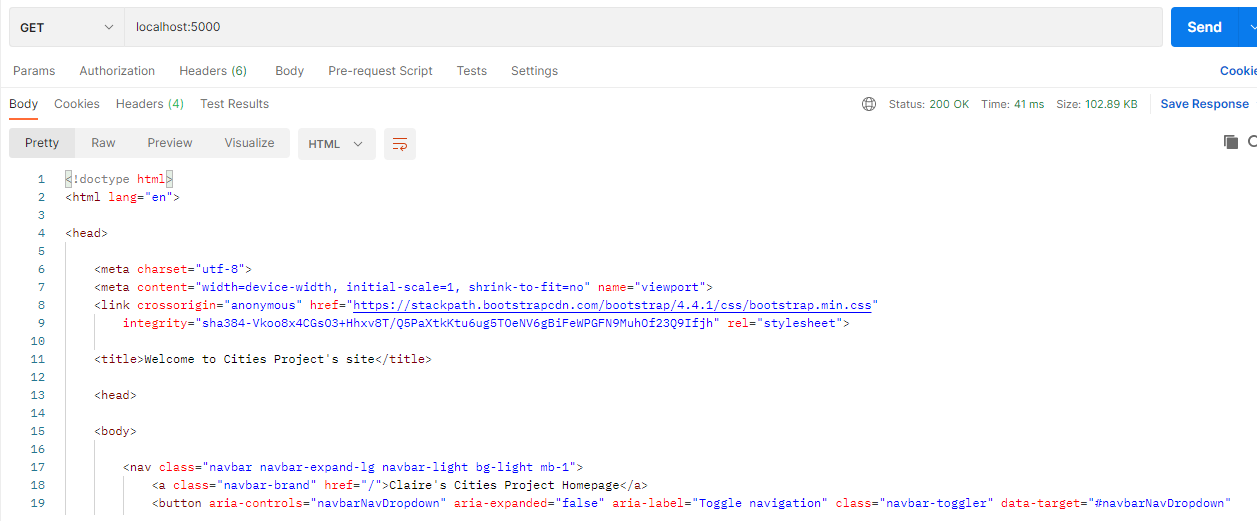 GET localhost:5000 Send
Params Authorization Headers (6) Body Pre-request Script Tests Settings Cookie
Body Cookies Headers (4) Test Results Status: 200 OK Time: 41 ms Size: 102.89 KB Save Response
Pretty Raw Preview Visualize HTML
1 <!doctype html>
2 <html lang="en">
3
4 <head>
5
6 <meta charset="utf-8">
7 <meta content="width=device-width, initial-scale=1, shrink-to-fit=no" name="viewport">
8 <link crossorigin="anonymous" href="https://stackpath.bootstrapcdn.com/bootstrap/4.4.1/css/bootstrap.min.css"
9 integrity="sha384-Vkoo8x4CGsO3+Hhxv8T/Q5PaXtkKtu6ug5TOeNV6gBiFeWPGFN9MuhOf23Q9Ifjh" rel="stylesheet">
10
11 <title>Welcome to Cities Project's site</title>
12
13 <head>
14
15 <body>
16
17 <nav class="navbar navbar-expand-lg navbar-light bg-light mb-1">
18 <a class="navbar-brand" href="/">Claire's Cities Project Homepage</a>
19 <button aria-controls="navbarNavDropdown" aria-expanded="false" aria-label="Toggle navigation" class="navbar-toggler" data-target="#navbarNavDropdown"